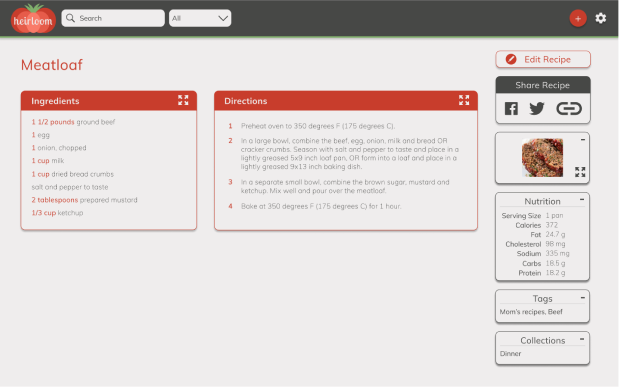 heirloom
Search
All
+
Meatloaf
Edit Recipe
Share Recipe
Ingredients
1 1/2 pounds ground beef
1 egg
1 onion, chopped
1 cup milk
1 cup dried bread crumbs
salt and pepper to taste
2 tablespoons prepared mustard
1/3 cup ketchup
Directions
1 Preheat oven to 350 degrees F (175 degrees C).
2 In a large bowl, combine the beef, egg, onion, milk and bread OR
cracker crumbs. Season with salt and pepper to taste and place in a
lightly greased 5x9 inch loaf pan, OR form into a loaf and place in a
lightly greased 9x13 inch baking dish.
3 In a separate small bowl, combine the brown sugar, mustard and
ketchup. Mix well and pour over the meatloaf.
4 Bake at 350 degrees F (175 degrees C) for 1 hour.
Nutrition
Serving Size 1 pan
Calories 372
Fat 24.7 g
Cholesterol 98 mg
Sodium 335 mg
Carbs 18.5 g
Protein 18.2 g
Tags
Mom's recipes, Beef
Collections
Dinner